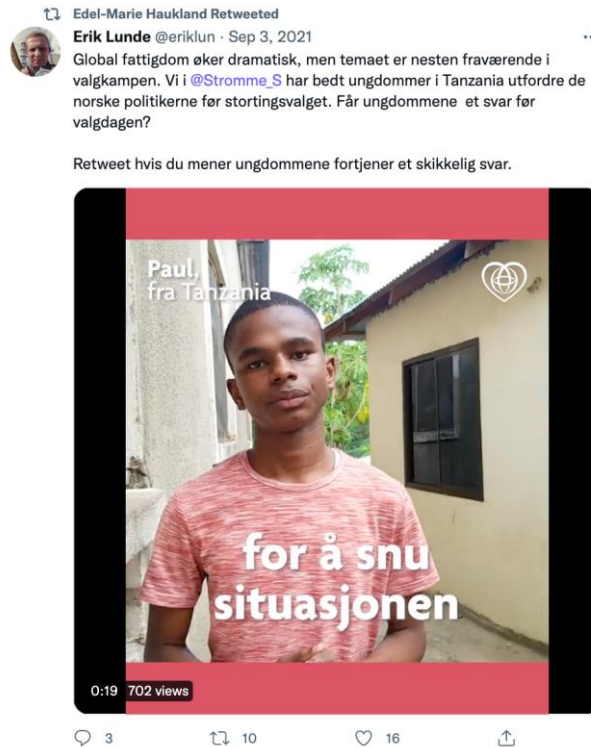 Edel-Marie Haukland Retweeted
Erik Lunde @eriklun · Sep 3, 2021
Global fattigdom øker dramatisk, men temaet er nesten fraværende i
valgkampen. Vi i @Stromme_S har bedt ungdommer i Tanzania utfordre de
norske politikerne før stortingsvalget. Får ungdommene et svar før
valgdagen?
Retweet hvis du mener ungdommene fortjener et skikkelig svar.
Paul,
fra Tanzania
for å snu
situasjonen
0:19 702 views
3 10 16